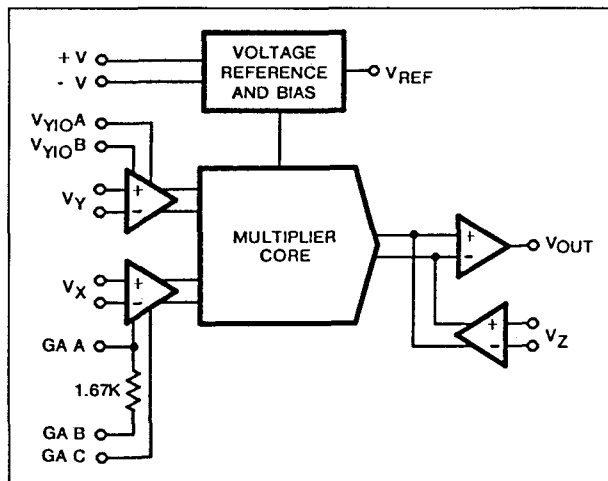 + V
- V
VOLTAGE
REFERENCE
AND BIAS
VREF
VYIOA
VYIOB
VY
+
-
MULTIPLIER
CORE
+
-
VOUT
VX
+
-
+
-
VZ
GA A
1.67K
GA B
GA C